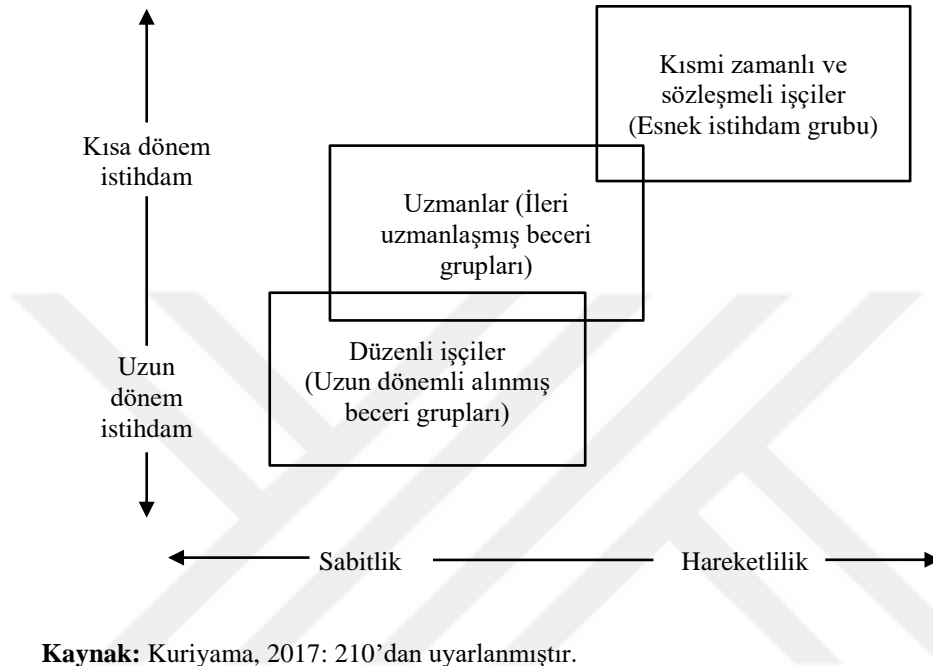 Kısmi zamanlı ve
sözleşmeli işçiler
(Esnek istihdam grubu)
Kısa dönem
istihdam
Uzmanlar (İleri
uzmanlaşmış beceri
grupları)
Düzenli işçiler
(Uzun dönemli alınmış
beceri grupları)
Uzun
dönem
istihdam
Sabitlik
Hareketlilik
Kaynak: Kuriyama, 2017: 210’dan uyarlanmıştır.